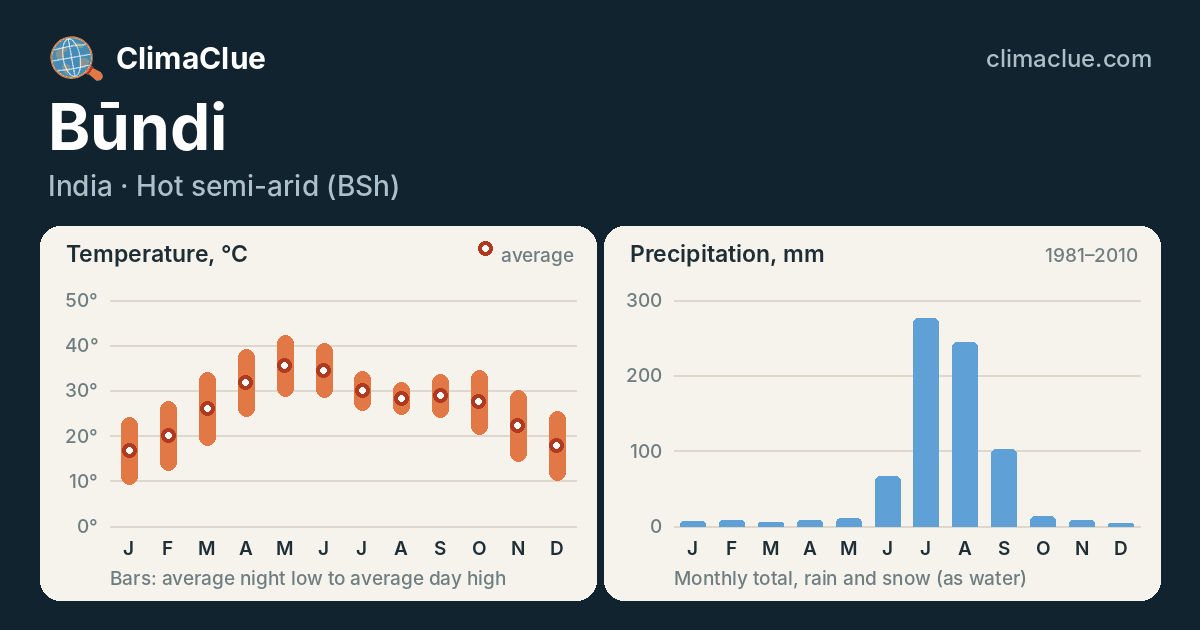 ClimaClue
climaclue.com
Būndi
India · Hot semi-arid (BSh)
Temperature, °C
average
50°
40°
30°
20°
10°
0°
J F M A M J J A S O N D
Bars: average night low to average day high
Precipitation, mm
1981–2010
300
200
100
0
J F M A M J J A S O N D
Monthly total, rain and snow (as water)